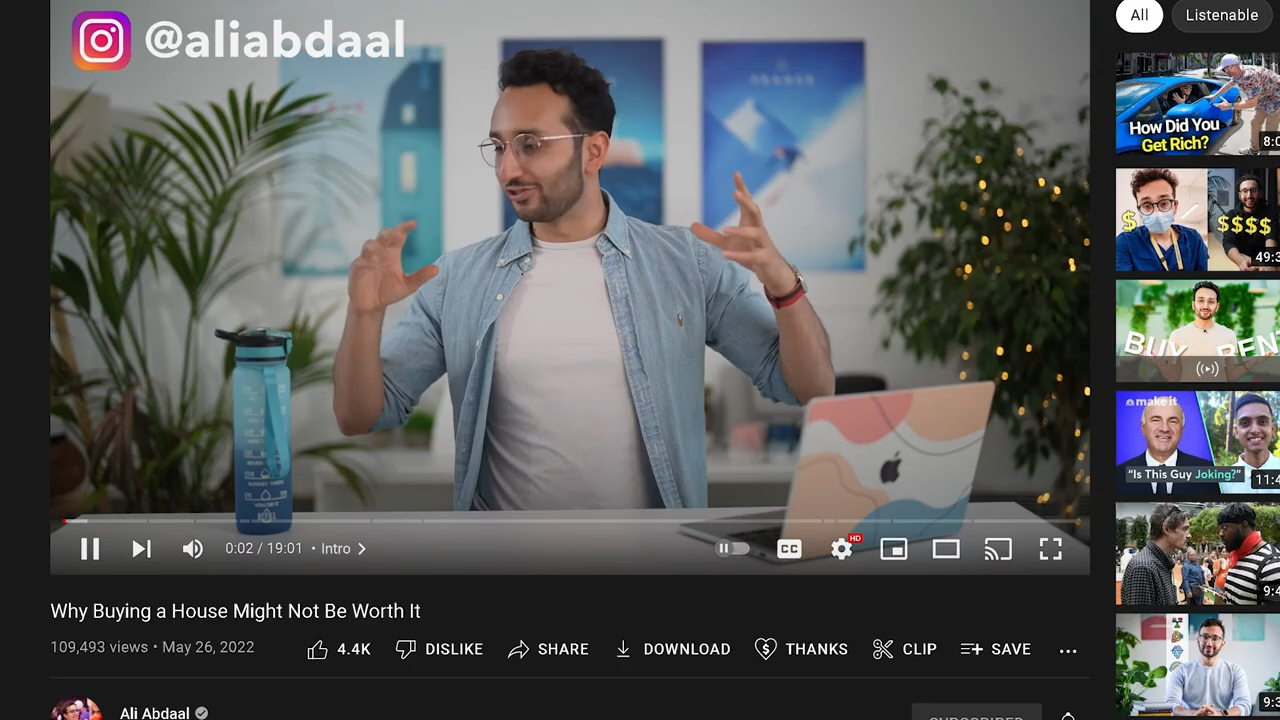 @aliabdaal
All
Listenable
How Did You
Get Rich?
8:0
$
$$$$
49:3
BUY
RENT
make it
"Is This Guy Joking?"
11:4
9:4
9:3
0:02 / 19:01 • Intro
CC
HD
Why Buying a House Might Not Be Worth It
109,493 views • May 26, 2022
4.4K
DISLIKE
SHARE
DOWNLOAD
THANKS
CLIP
SAVE
Ali Abdaal
SUBSCRIBED